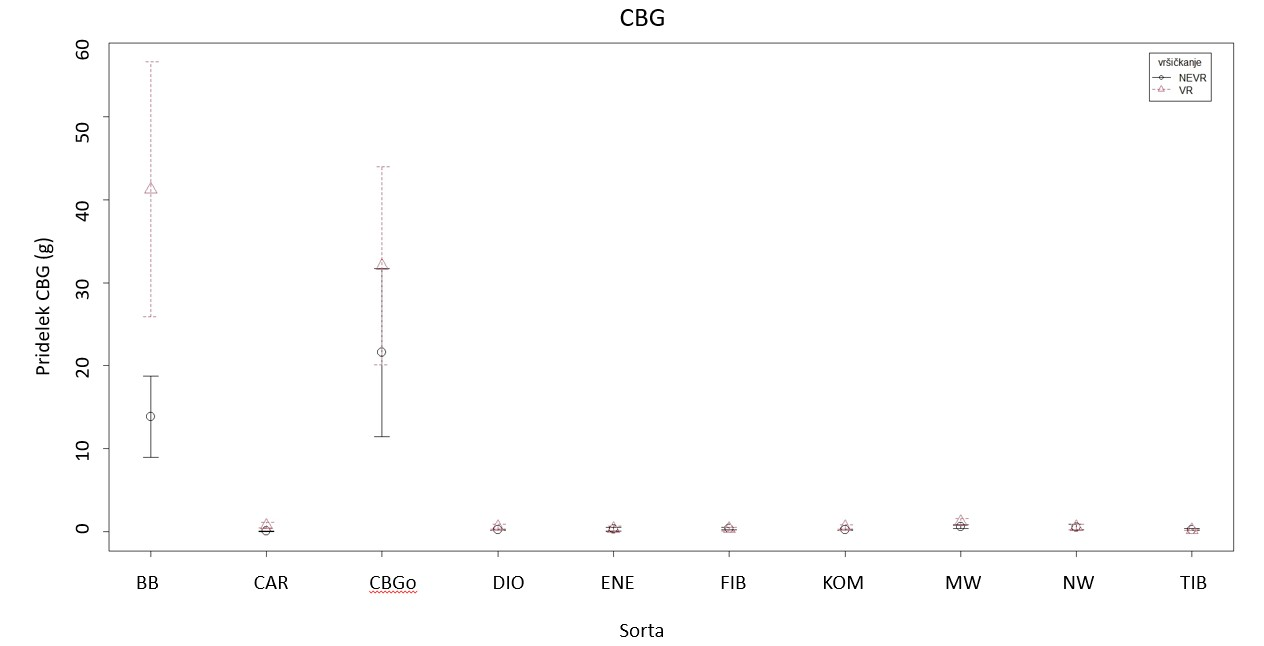 CBG
vršičkanje
NEVR
VR
Pridelek CBG (g)
60
50
40
30
20
10
0
BB CAR CBGo DIO ENE FIB KOM MW NW TIB
Sorta